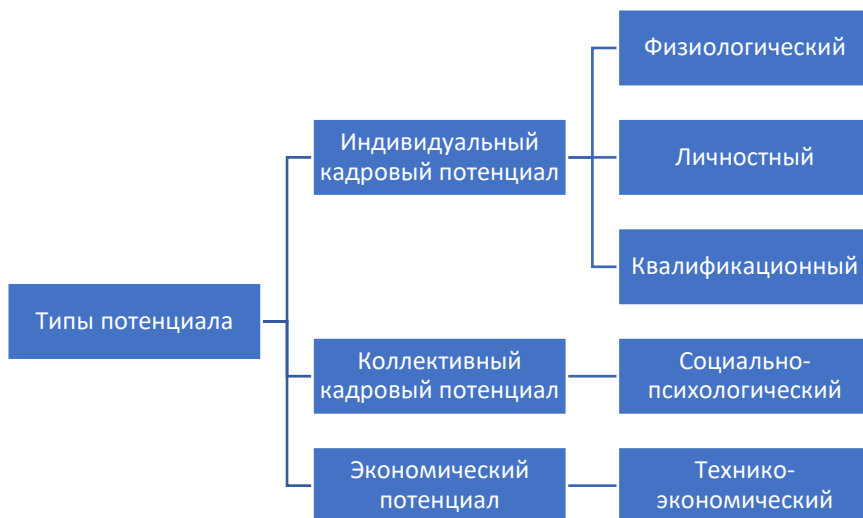 Типы потенциала
Индивидуальный
кадровый потенциал
Физиологический
Личностный
Квалификационный
Коллективный
кадровый потенциал
Социально-
психологический
Экономический
потенциал
Технико-
экономический